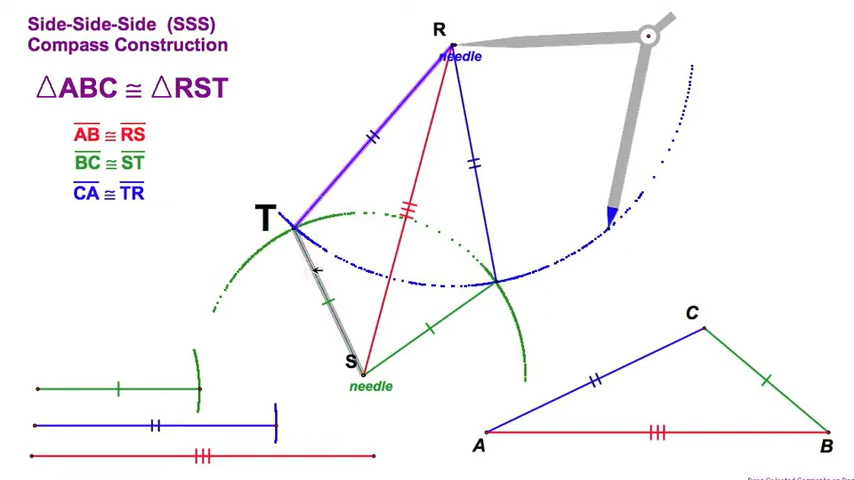 Side-Side-Side (SSS)
Compass Construction
△ABC ≅ △RST
AB ≅ RS
BC ≅ ST
CA ≅ TR
R
needle
T
S
needle
C
A
B